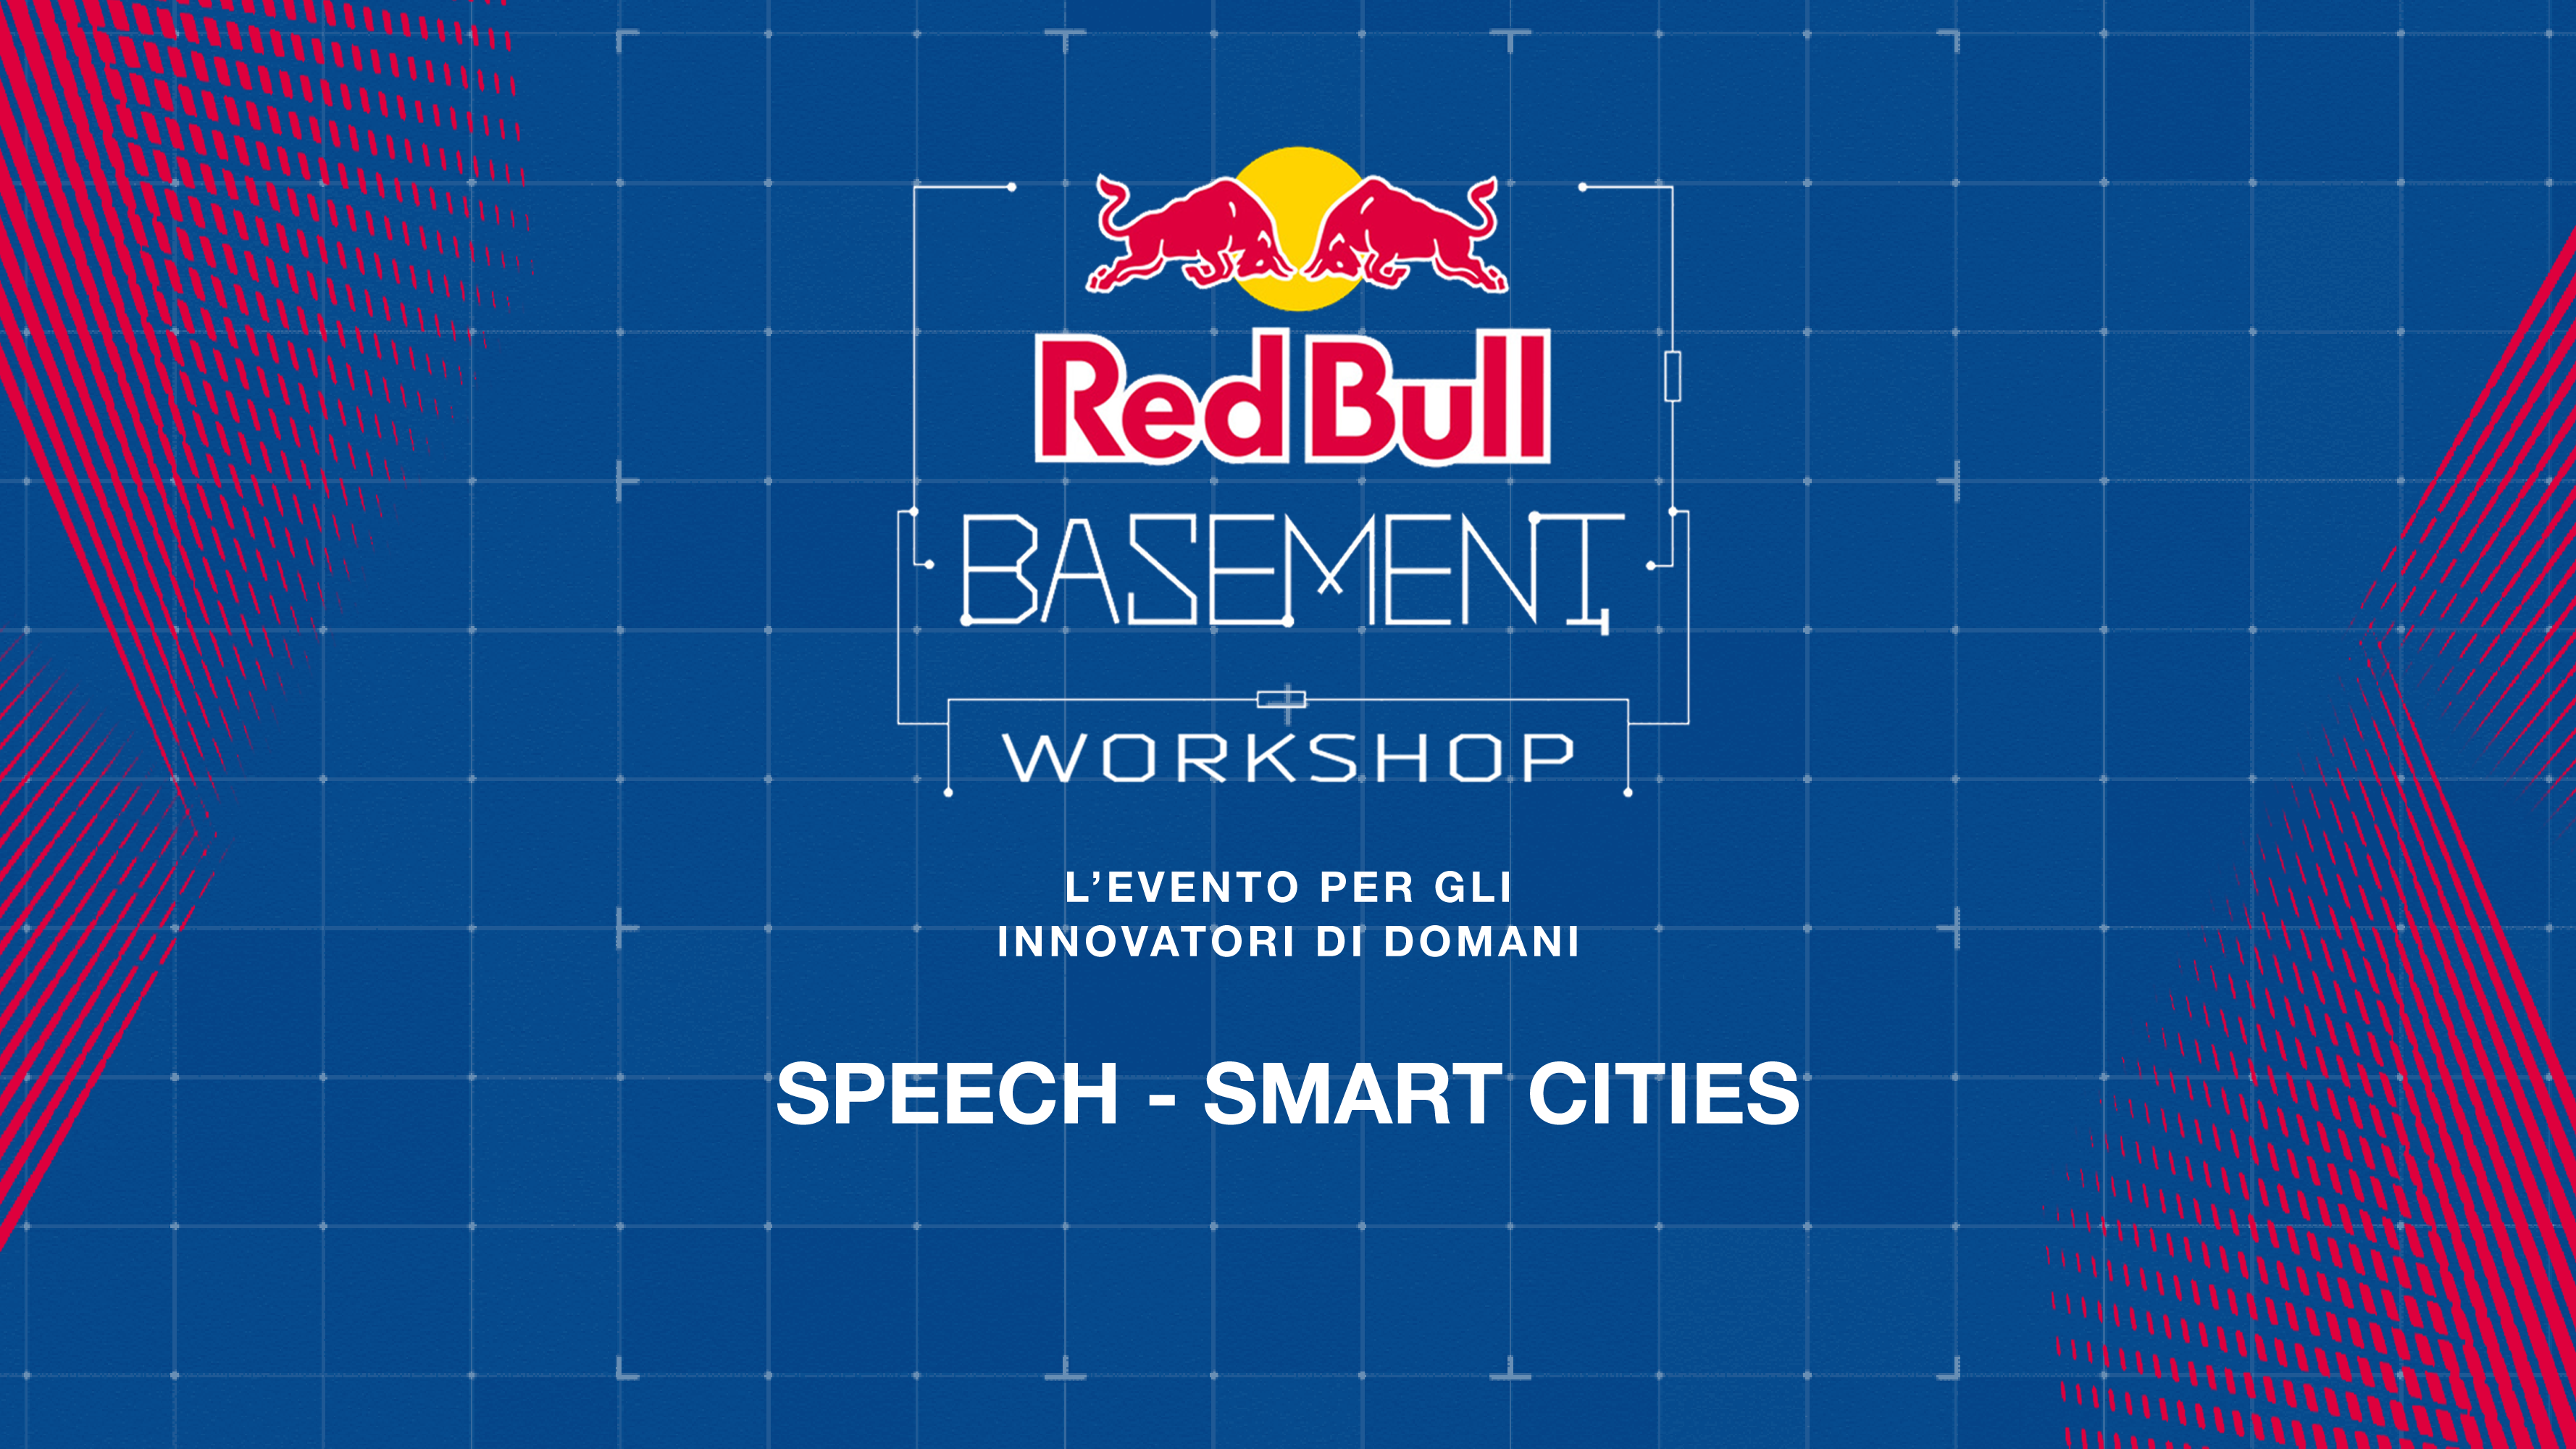 Red Bull
BASEMENT
WORKSHOP
L’EVENTO PER GLI
INNOVATORI DI DOMANI
SPEECH - SMART CITIES